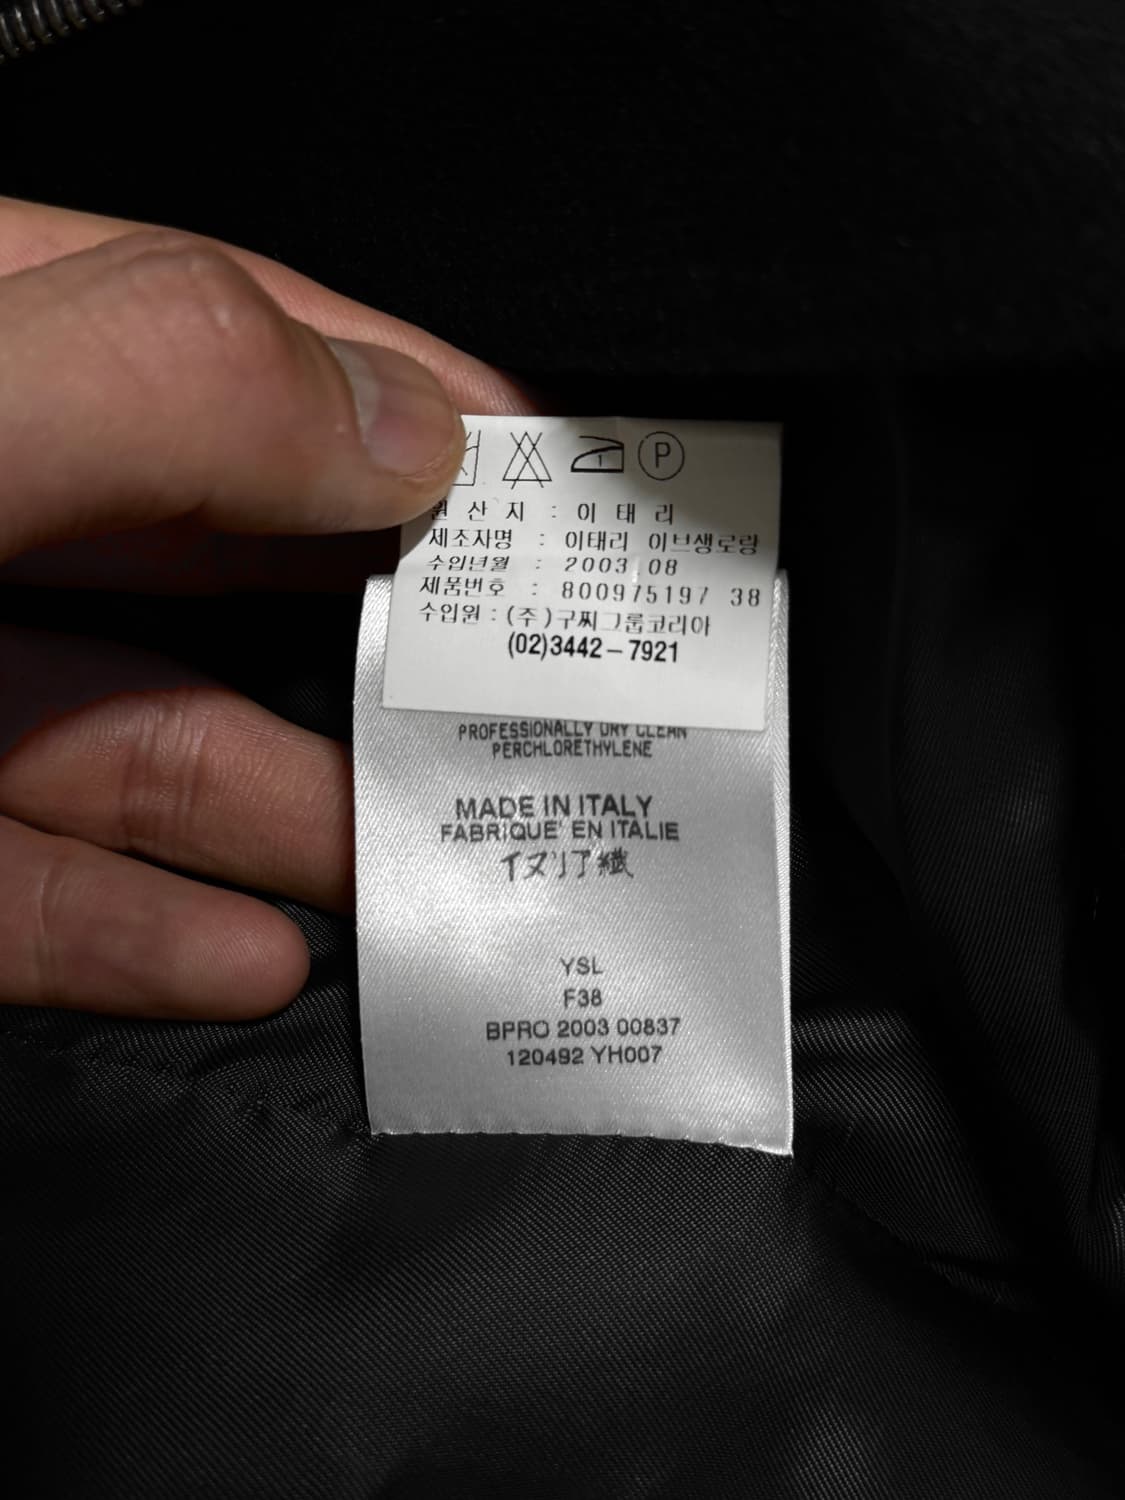 1 P
원 산 지 : 이 태 리
제조자명 : 이태리 이브생로랑
수입년월 : 2003.08
제품번호 : 800975197 38
수입원 : (주)구찌그룹코리아
(02)3442-7921
PROFESSIONALLY DRY CLEAN
PERCHLORETHYLENE
MADE IN ITALY
FABRIQUE' EN ITALIE
YSL
F38
BPRO 2003 00837
120492 YH007